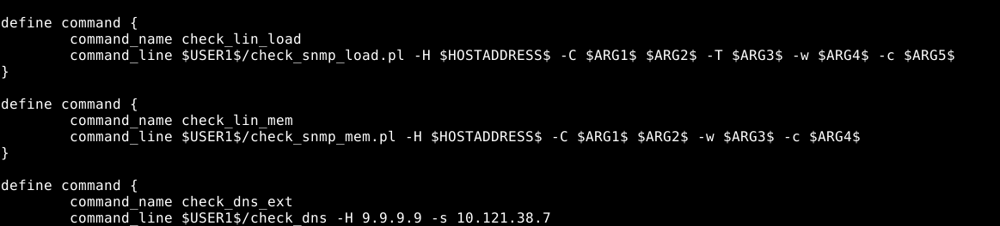 define command {
        command_name check_lin_load
        command_line $USER1$/check_snmp_load.pl -H $HOSTADDRESS$ -C $ARG1$ $ARG2$ -T $ARG3$ -w $ARG4$ -c $ARG5$
}
define command {
        command_name check_lin_mem
        command_line $USER1$/check_snmp_mem.pl -H $HOSTADDRESS$ -C $ARG1$ $ARG2$ -w $ARG3$ -c $ARG4$
}
define command {
        command_name check_dns_ext
        command_line $USER1$/check_dns -H 9.9.9.9 -s 10.121.38.7